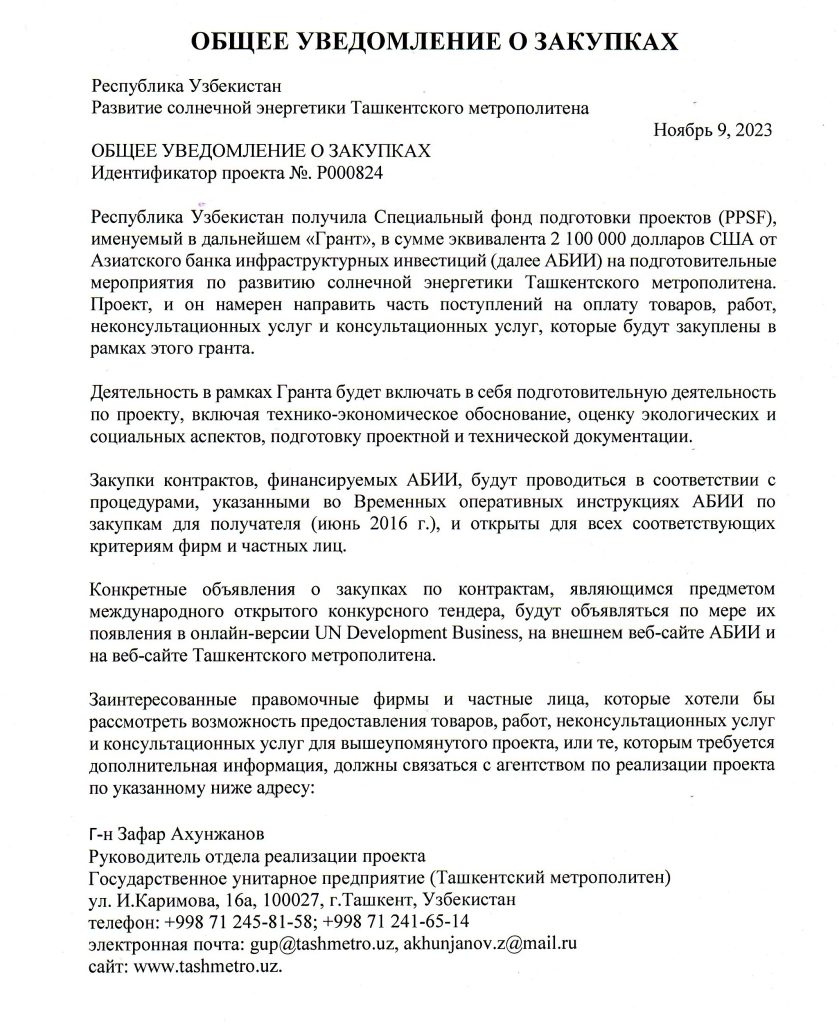 ОБЩЕЕ УВЕДОМЛЕНИЕ О ЗАКУПКАХ
Республика Узбекистан
Развитие солнечной энергетики Ташкентского метрополитена
Ноябрь 9, 2023
ОБЩЕЕ УВЕДОМЛЕНИЕ О ЗАКУПКАХ
Идентификатор проекта №. P000824
Республика Узбекистан получила Специальный фонд подготовки проектов (PPSF),
именуемый в дальнейшем «Грант», в сумме эквивалента 2 100 000 долларов США от
Азиатского банка инфраструктурных инвестиций (далее АБИИ) на подготовительные
мероприятия по развитию солнечной энергетики Ташкентского метрополитена.
Проект, и он намерен направить часть поступлений на оплату товаров, работ,
неконсультационных услуг и консультационных услуг, которые будут закуплены в
рамках этого гранта.
Деятельность в рамках Гранта будет включать в себя подготовительную деятельность
по проекту, включая технико-экономическое обоснование, оценку экологических и
социальных аспектов, подготовку проектной и технической документации.
Закупки контрактов, финансируемых АБИИ, будут проводиться в соответствии с
процедурами, указанными во Временных оперативных инструкциях АБИИ по
закупкам для получателя (июнь 2016 г.), и открыты для всех соответствующих
критериям фирм и частных лиц.
Конкретные объявления о закупках по контрактам, являющимся предметом
международного открытого конкурсного тендера, будут объявляться по мере их
появления в онлайн-версии UN Development Business, на внешнем веб-сайте АБИИ и
на веб-сайте Ташкентского метрополитена.
Заинтересованные правомочные фирмы и частные лица, которые хотели бы
рассмотреть возможность предоставления товаров, работ, неконсультационных услуг
и консультационных услуг для вышеупомянутого проекта, или те, которым требуется
дополнительная информация, должны связаться с агентством по реализации проекта
по указанному ниже адресу:
Г-н Зафар Ахунжанов
Руководитель отдела реализации проекта
Государственное унитарное предприятие (Ташкентский метрополитен)
ул. И.Каримова, 16а, 100027, г.Ташкент, Узбекистан
телефон: +998 71 245-81-58; +998 71 241-65-14
электронная почта: gup@tashmetro.uz, akhunjanov.z@mail.ru
сайт: www.tashmetro.uz.